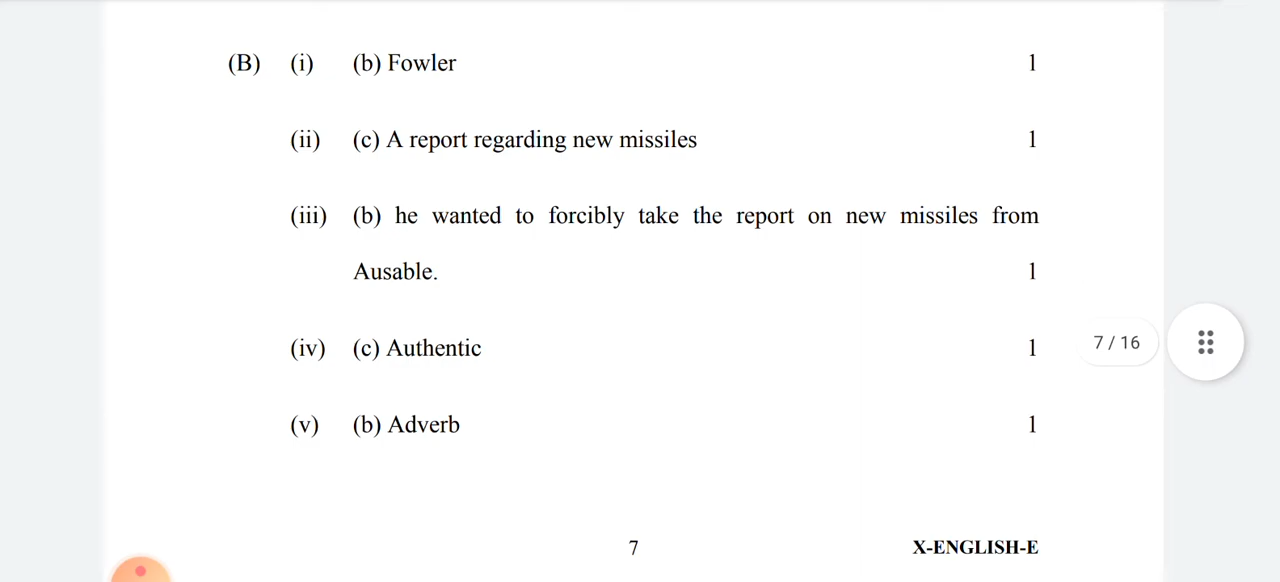 (B) (i) (b) Fowler 1
(ii) (c) A report regarding new missiles 1
(iii) (b) he wanted to forcibly take the report on new missiles from
Ausable. 1
7 / 16
(iv) (c) Authentic 1
(v) (b) Adverb 1
7 X-ENGLISH-E